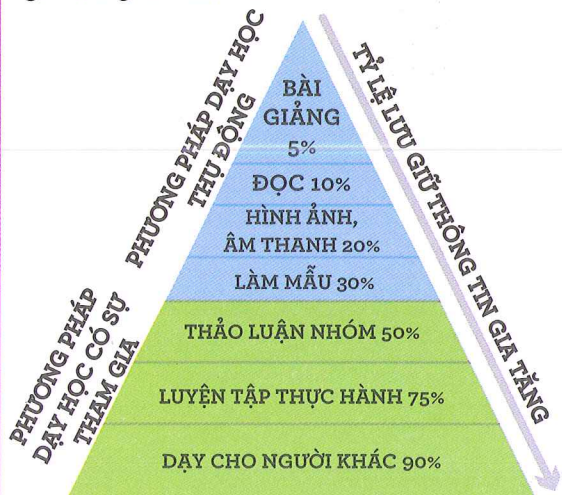 PHƯƠNG PHÁP DẠY HỌC
THỤ ĐỘNG
TỶ LỆ LƯU GIỮ THÔNG TIN GIA TĂNG
BÀI
GIẢNG
5%
ĐỌC 10%
HÌNH ẢNH,
ÂM THANH 20%
LÀM MẪU 30%
PHƯƠNG PHÁP
DẠY HỌC CÓ SỰ
THAM GIA
THẢO LUẬN NHÓM 50%
LUYỆN TẬP THỰC HÀNH 75%
DẠY CHO NGƯỜI KHÁC 90%